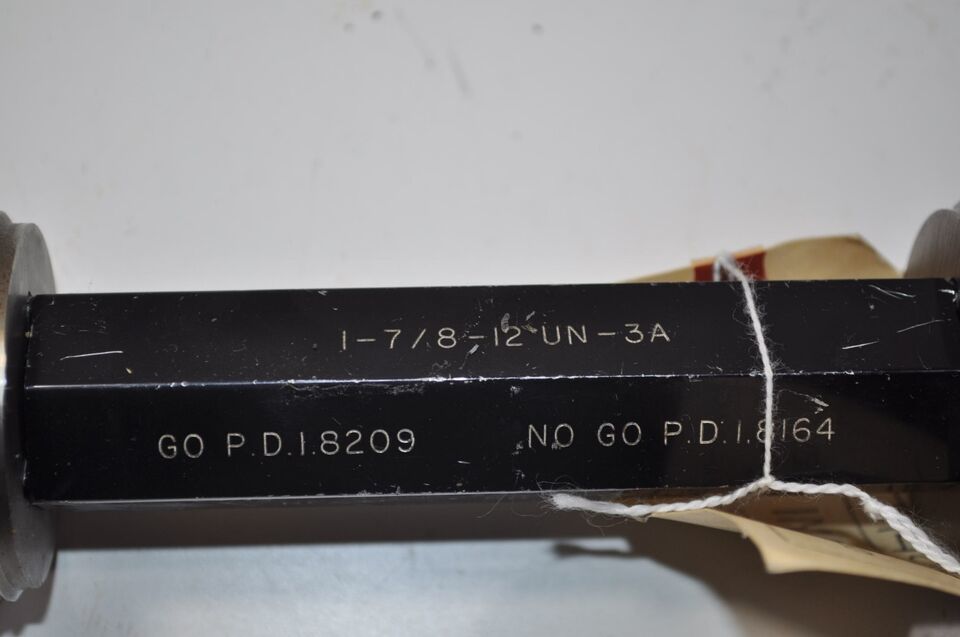 1-7/8-12 UN-3A
GO P.D.1.8209 NO GO P.D.1.8164